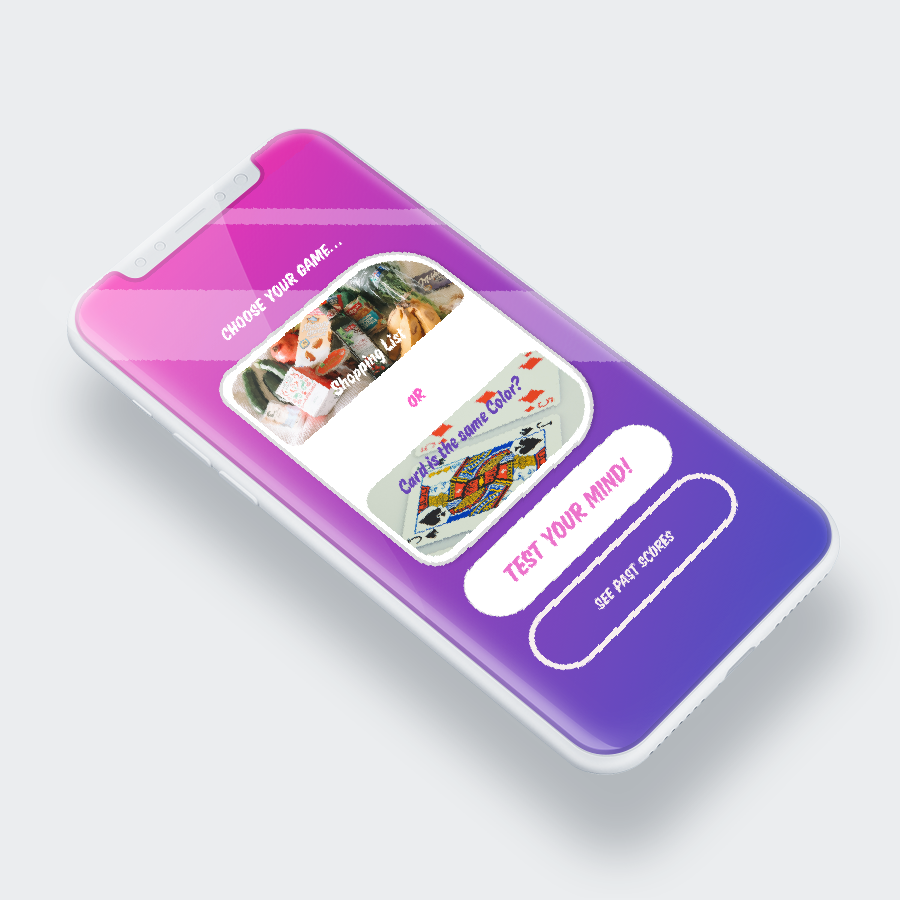 CHOOSE YOUR GAME...
Shopping List
OR
Card is the same Color?
J
J
TEST YOUR MIND!
SEE PAST SCORES